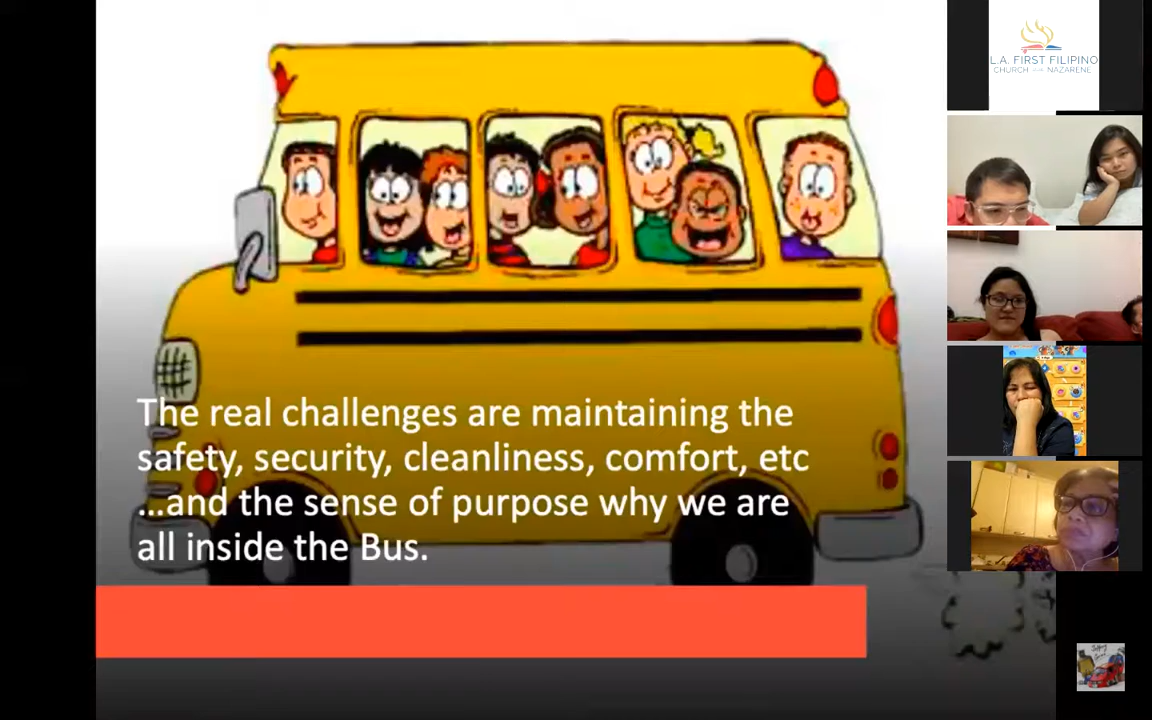 The real challenges are maintaining the
safety, security, cleanliness, comfort, etc
...and the sense of purpose why we are
all inside the Bus.
L.A. FIRST FILIPINO
CHURCH OF THE NAZARENE